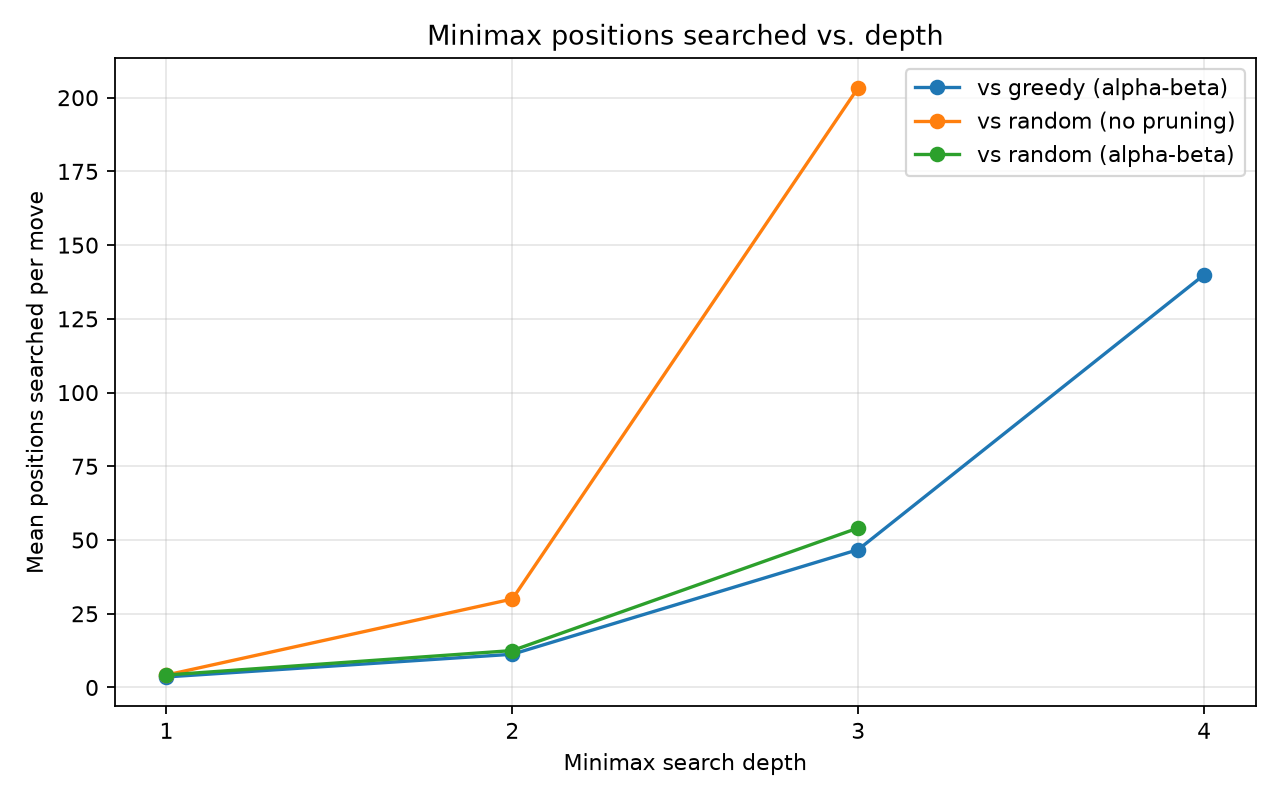 Minimax positions searched vs. depth
vs greedy (alpha-beta)
vs random (no pruning)
vs random (alpha-beta)
Mean positions searched per move
200
175
150
125
100
75
50
25
0
1 2 3 4
Minimax search depth